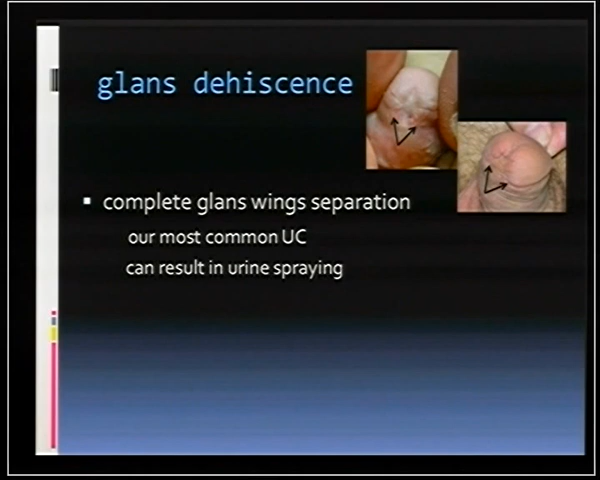 glans dehiscence
complete glans wings separation
our most common UC
can result in urine spraying